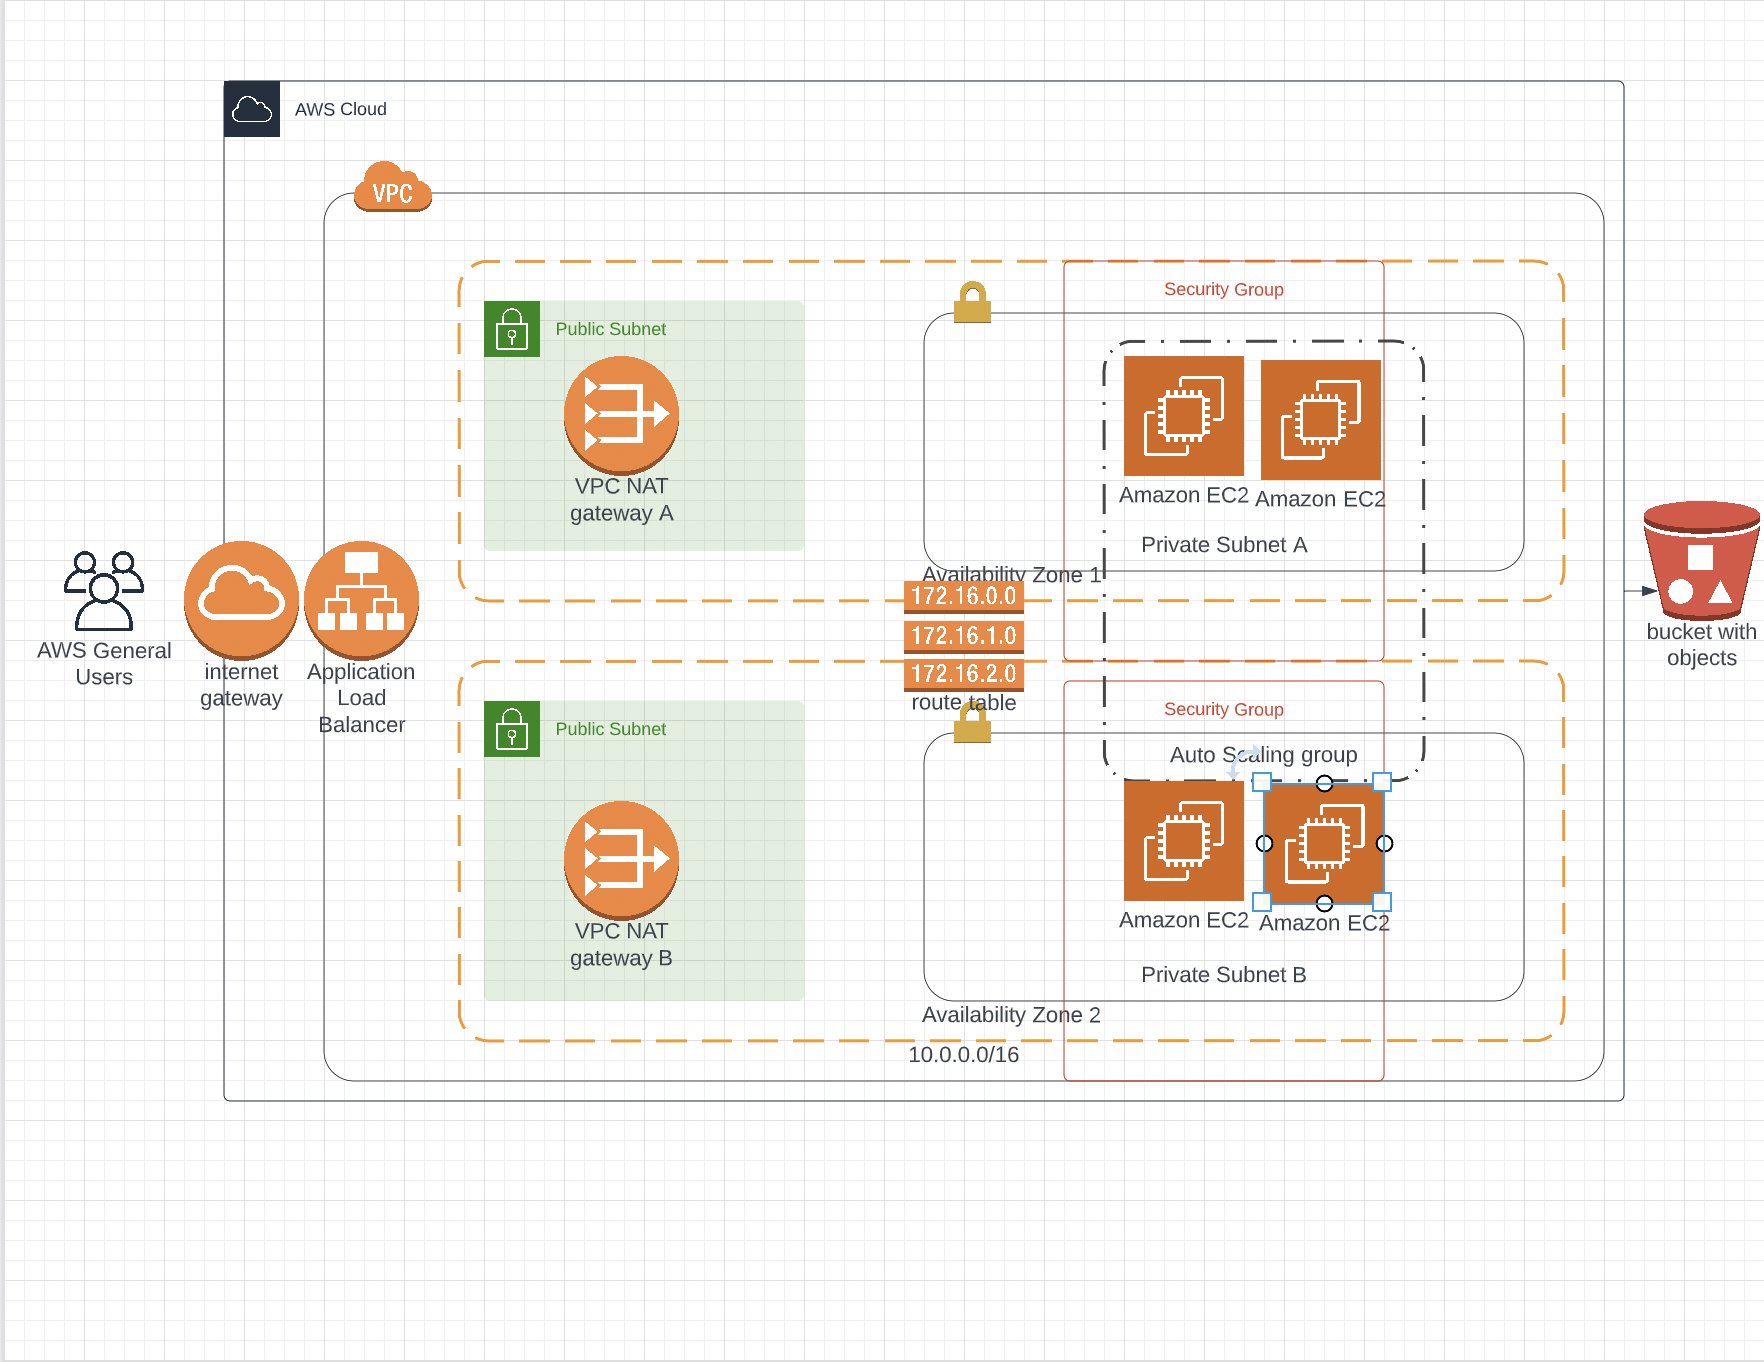 AWS Cloud
VPC
Security Group
Public Subnet
VPC NAT
gateway A
Amazon EC2
Amazon EC2
Private Subnet A
Availability Zone 1
172.16.0.0
172.16.1.0
172.16.2.0
route table
AWS General
Users
internet
gateway
Application
Load
Balancer
bucket with
objects
Security Group
Public Subnet
Auto Scaling group
VPC NAT
gateway B
Amazon EC2
Amazon EC2
Private Subnet B
Availability Zone 2
10.0.0.0/16